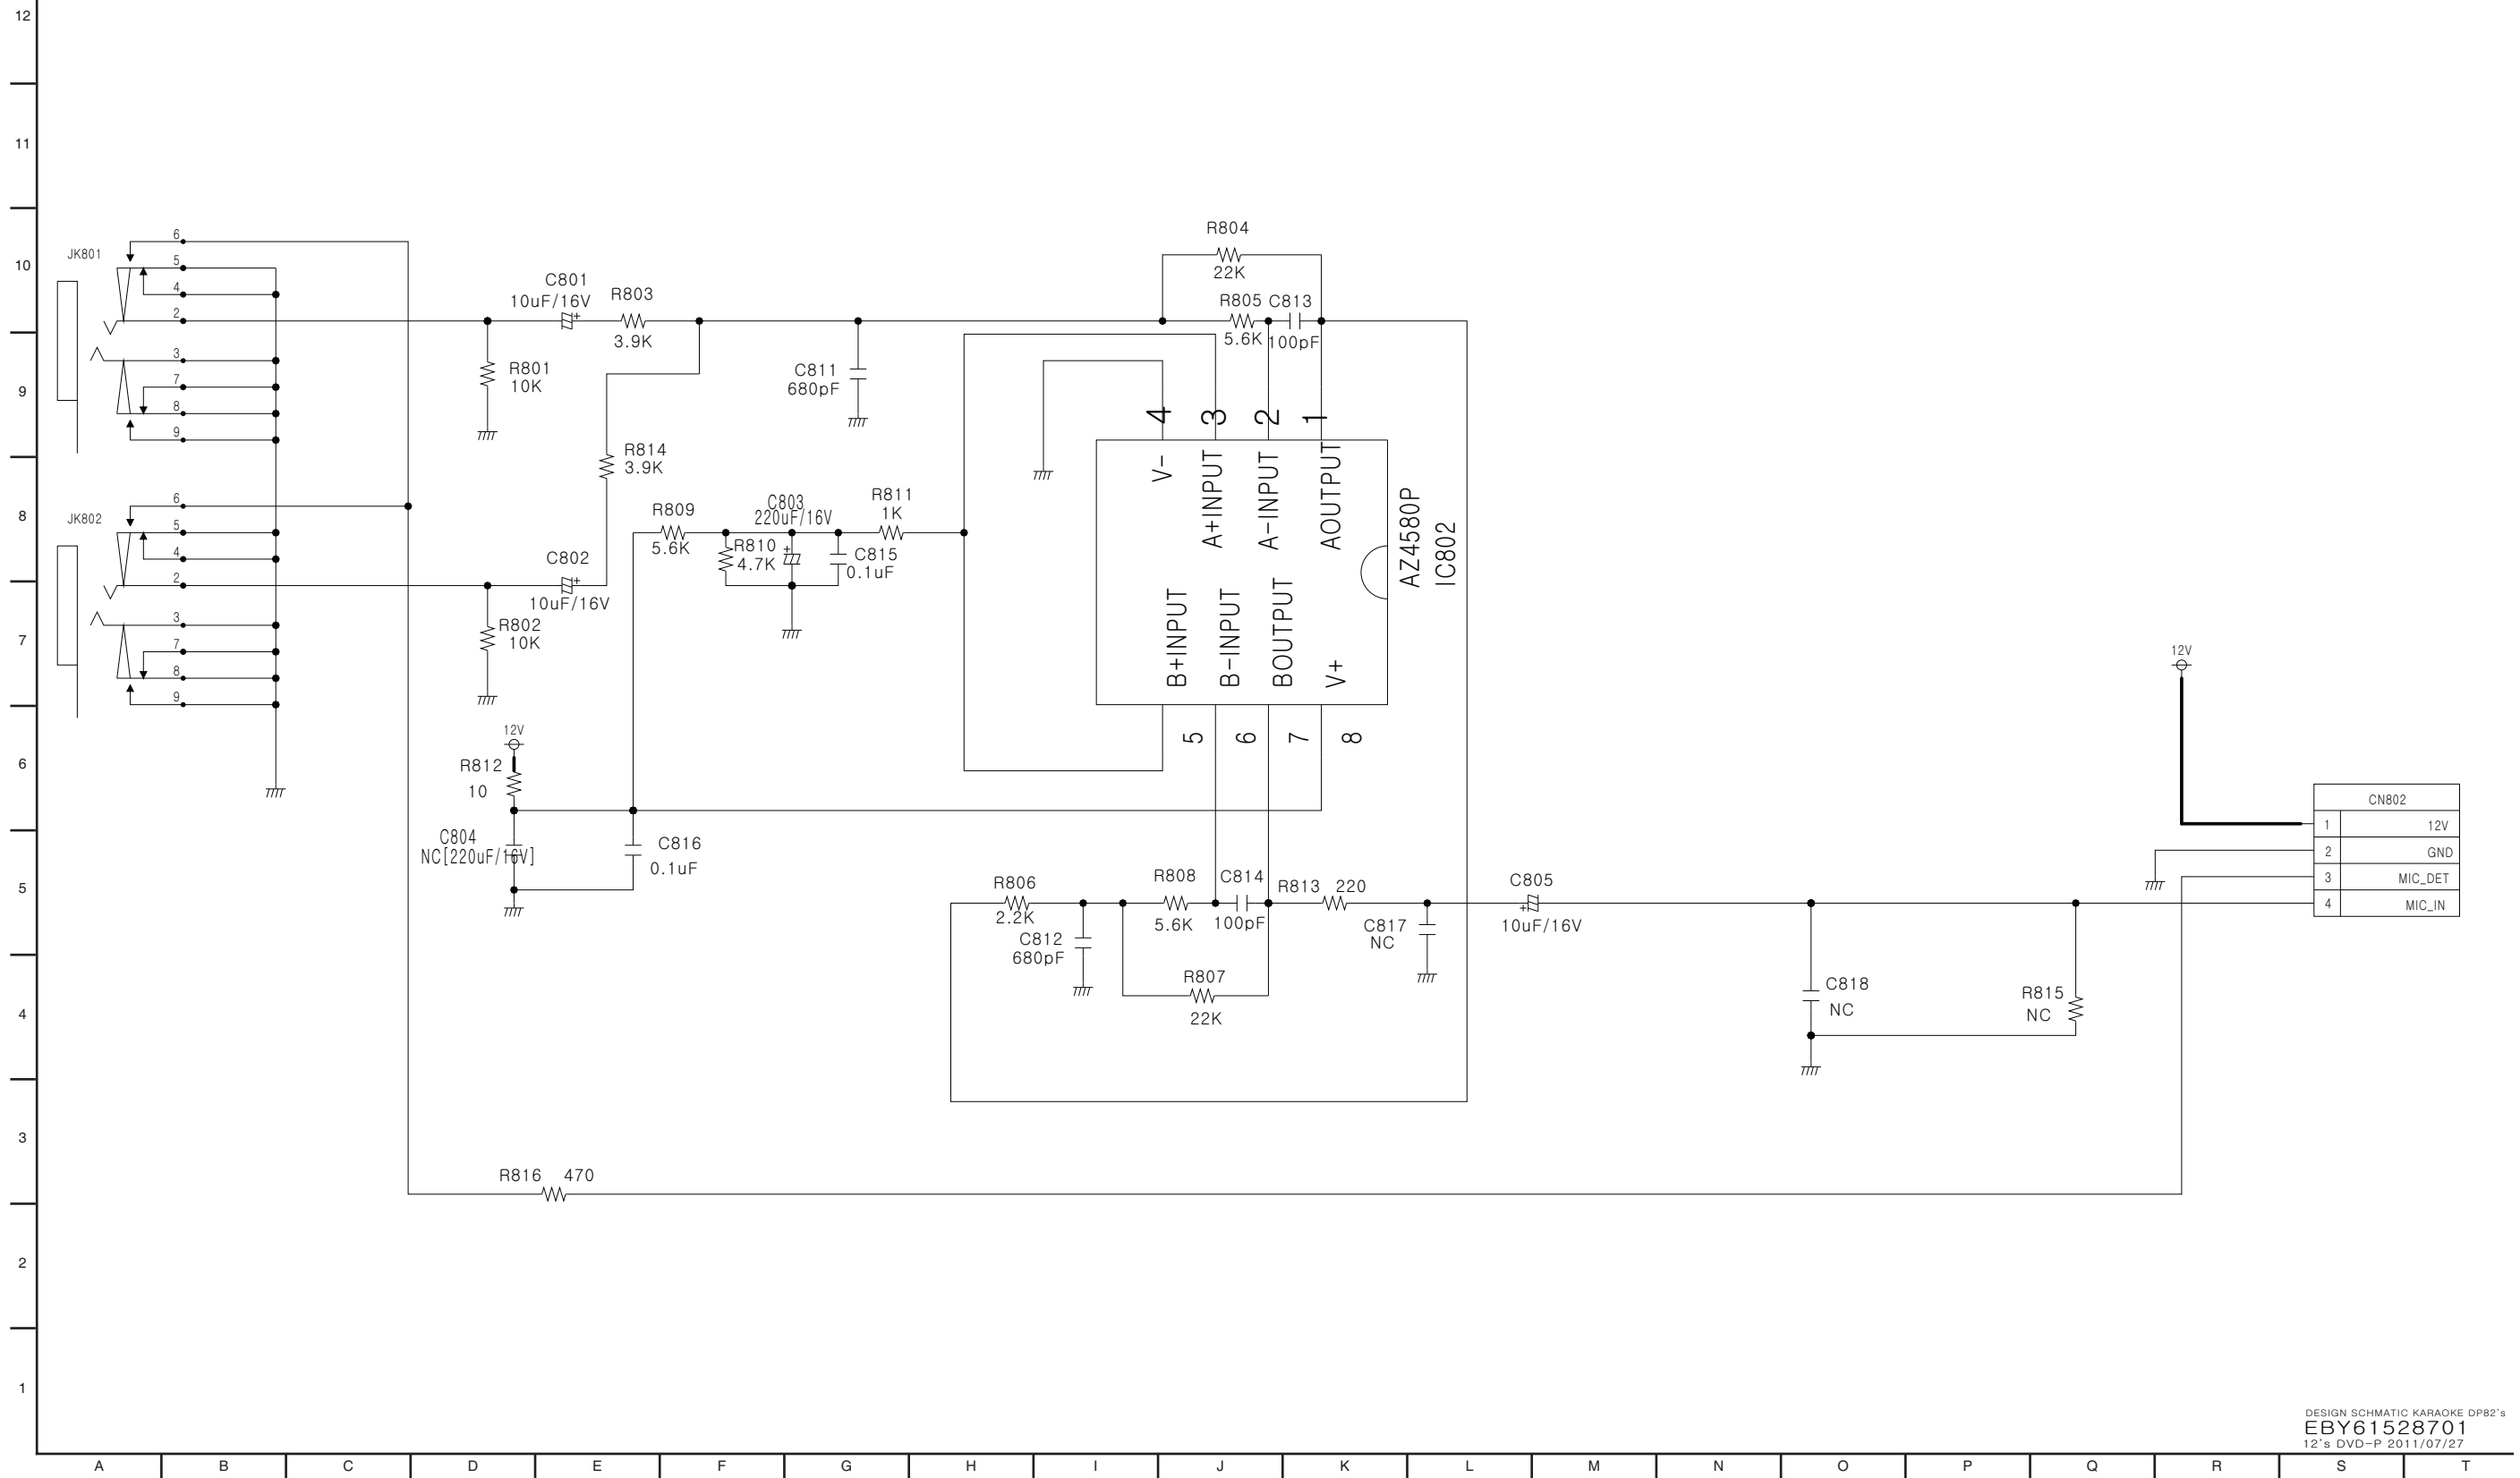 12
11
10
9
8
7
6
5
4
3
2
1
A B C D E F G H I J K L M N O P Q R S T
JK801
6
5
4
2
3
7
8
9
JK802
6
5
4
2
3
7
8
9
C801
10uF/16V
R803
3.9K
R801
10K
R814
3.9K
C811
680pF
R804
22K
R805
5.6K
C813
100pF
4 3 2 1
V-
A+INPUT
A-INPUT
AOUTPUT
B+INPUT
B-INPUT
BOUTPUT
V+
5 6 7 8
AZ4580P
IC802
C802
10uF/16V
R802
10K
R809
5.6K
R810
4.7K
C803
220uF/16V
C815
0.1uF
R811
1K
12V
R812
10
C804
NC[220uF/16V]
C816
0.1uF
R806
2.2K
C812
680pF
R808
5.6K
C814
100pF
R807
22K
R813 220
C817
NC
C805
10uF/16V
C818
NC
R815
NC
12V
CN802
1 12V
2 GND
3 MIC_DET
4 MIC_IN
R816 470
DESIGN SCHMATIC KARAOKE DP82's
EBY61528701
12's DVD-P 2011/07/27